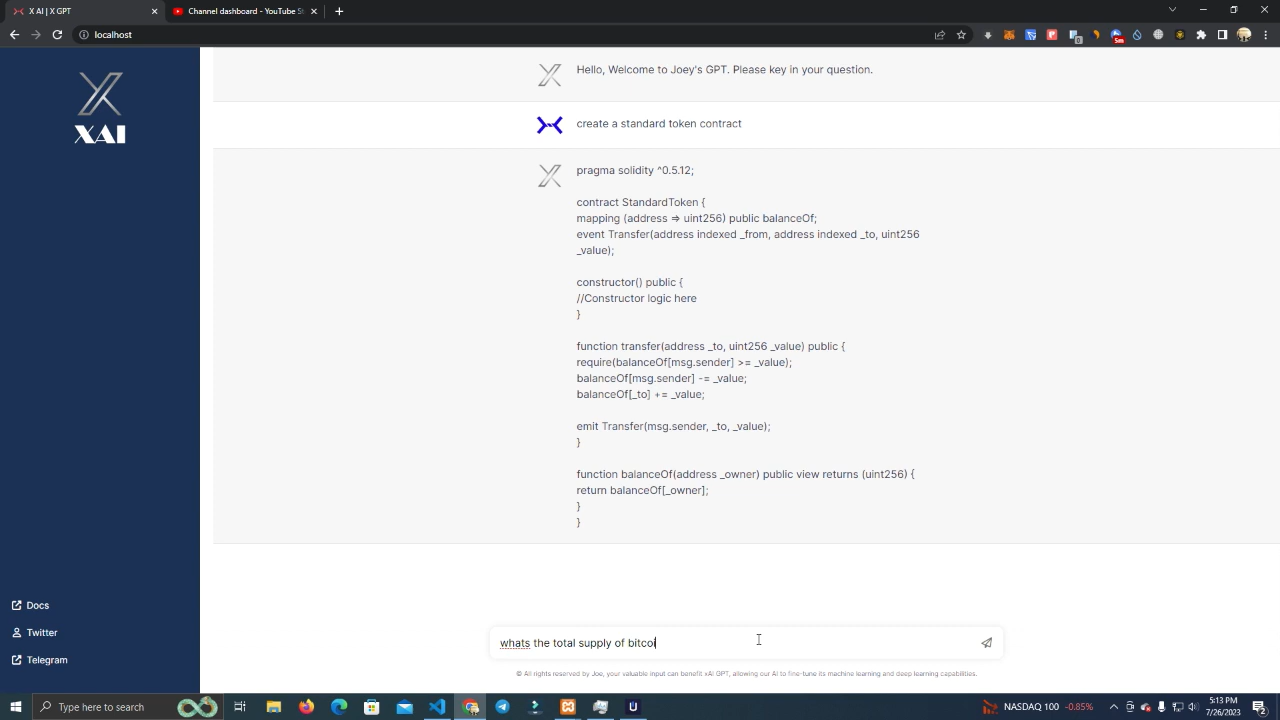 X AI | X GPT
Channel dashboard - YouTube St
localhost
5m
XAI
Hello, Welcome to Joey's GPT. Please key in your question.
create a standard token contract
pragma solidity ^0.5.12;
contract StandardToken {
mapping (address => uint256) public balanceOf;
event Transfer(address indexed _from, address indexed _to, uint256
_value);
constructor() public {
//Constructor logic here
}
function transfer(address _to, uint256 _value) public {
require(balanceOf[msg.sender] >= _value);
balanceOf[msg.sender] -= _value;
balanceOf[_to] += _value;
emit Transfer(msg.sender, _to, _value);
}
function balanceOf(address _owner) public view returns (uint256) {
return balanceOf[_owner];
}
}
Docs
Twitter
Telegram
whats the total supply of bitcoi
© All rights reserved by Joe, your valuable input can benefit xAI GPT, allowing our AI to fine-tune its machine learning and deep learning capabilities.
Type here to search
NASDAQ 100 -0.85%
5:13 PM
7/26/2023